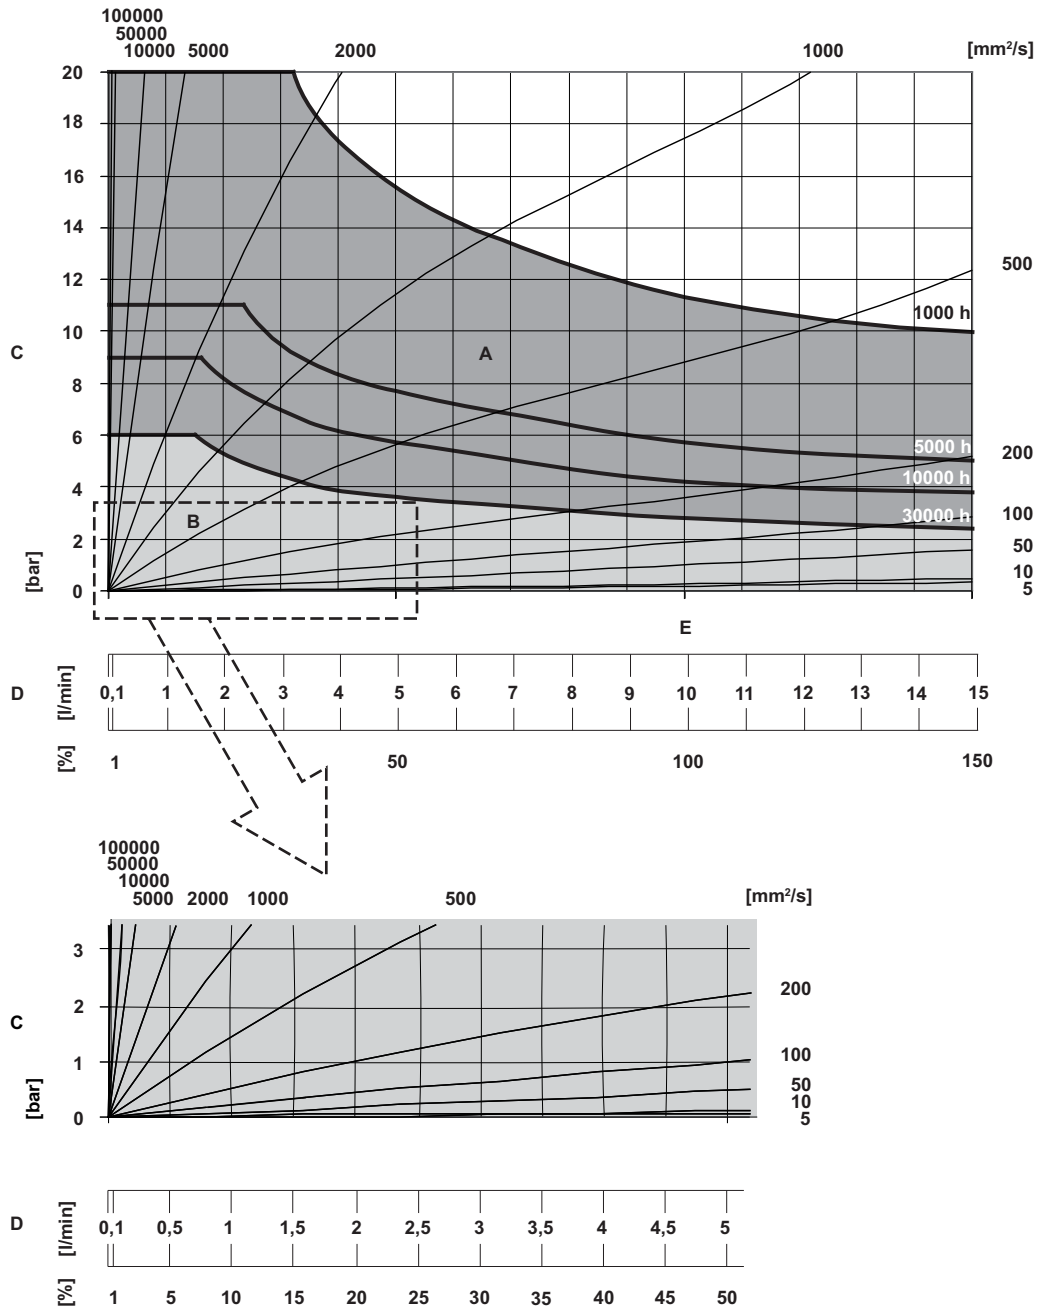 100000
50000
10000 5000 2000 1000 [mm²/s]
20
18
16
14
12
10
8
6
4
2
0
C
[bar]
A
B
1000 h
5000 h
10000 h
30000 h
500
200
100
50
10
5
E
D [l/min] 0,1 1 2 3 4 5 6 7 8 9 10 11 12 13 14 15
[%] 1 50 100 150
100000
50000
10000
5000 2000 1000 500 [mm²/s]
3
2
1
0
C
[bar]
200
100
50
10
5
D [l/min] 0,1 0,5 1 1,5 2 2,5 3 3,5 4 4,5 5
[%] 1 5 10 15 20 25 30 35 40 45 50